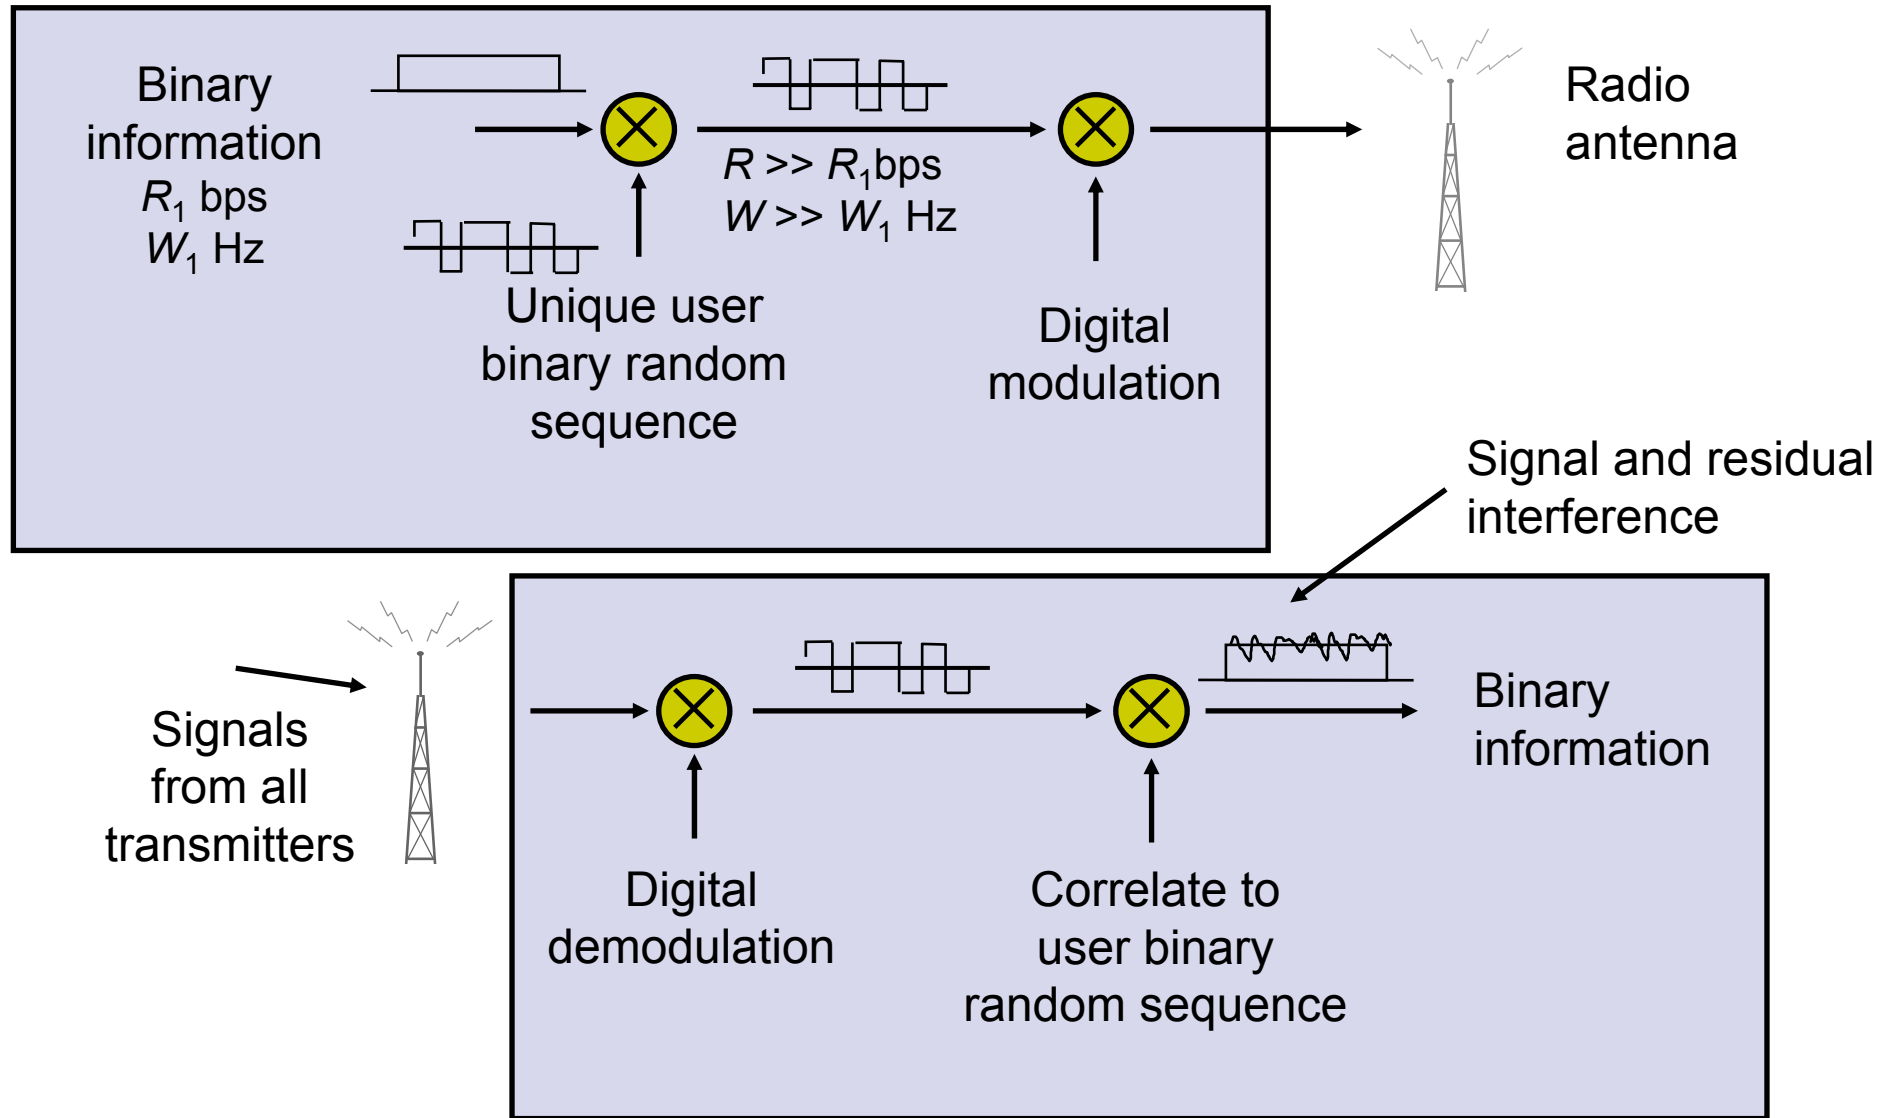 Binary
information
R₁ bps
W₁ Hz
R >> R₁bps
W >> W₁ Hz
Unique user
binary random
sequence
Digital
modulation
Radio
antenna
Signal and residual
interference
Signals
from all
transmitters
Digital
demodulation
Correlate to
user binary
random sequence
Binary
information